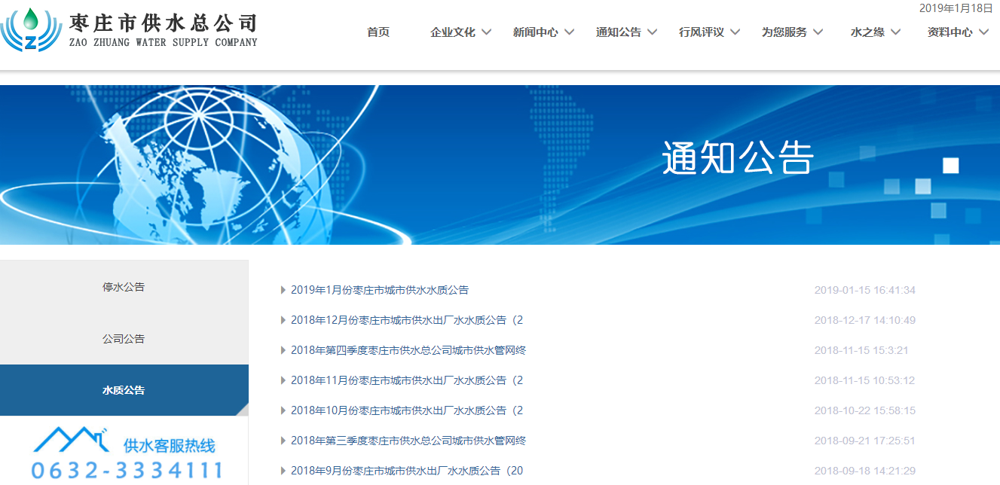 2019年1月18日
枣庄市供水总公司
ZAO ZHUANG WATER SUPPLY COMPANY
首页 企业文化 新闻中心 通知公告 行风评议 为您服务 水之缘 资料中心
通知公告
停水公告
公司公告
水质公告
供水客服热线
0632-3334111
2019年1月份枣庄市城市供水水质公告 2019-01-15 16:41:34
2018年12月份枣庄市城市供水出厂水水质公告（2 2018-12-17 14:10:49
2018年第四季度枣庄市供水总公司城市供水管网终 2018-11-15 15:3:21
2018年11月份枣庄市城市供水出厂水水质公告（2 2018-11-15 10:53:12
2018年10月份枣庄市城市供水出厂水水质公告（2 2018-10-22 15:58:15
2018年第三季度枣庄市供水总公司城市供水管网终 2018-09-21 17:25:51
2018年9月份枣庄市城市供水出厂水水质公告（20 2018-09-18 14:21:29